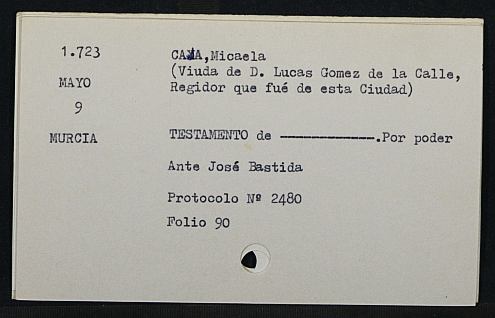 1.723
MAYO
9
MURCIA
Micaela
(Viuda de D. Lucas Gomez de la Calle,
Regidor que fué de esta Ciudad)
TESTAMENTO de ——————.Por poder
Ante José Bastida
Protocolo Nº 2480
Folio 90